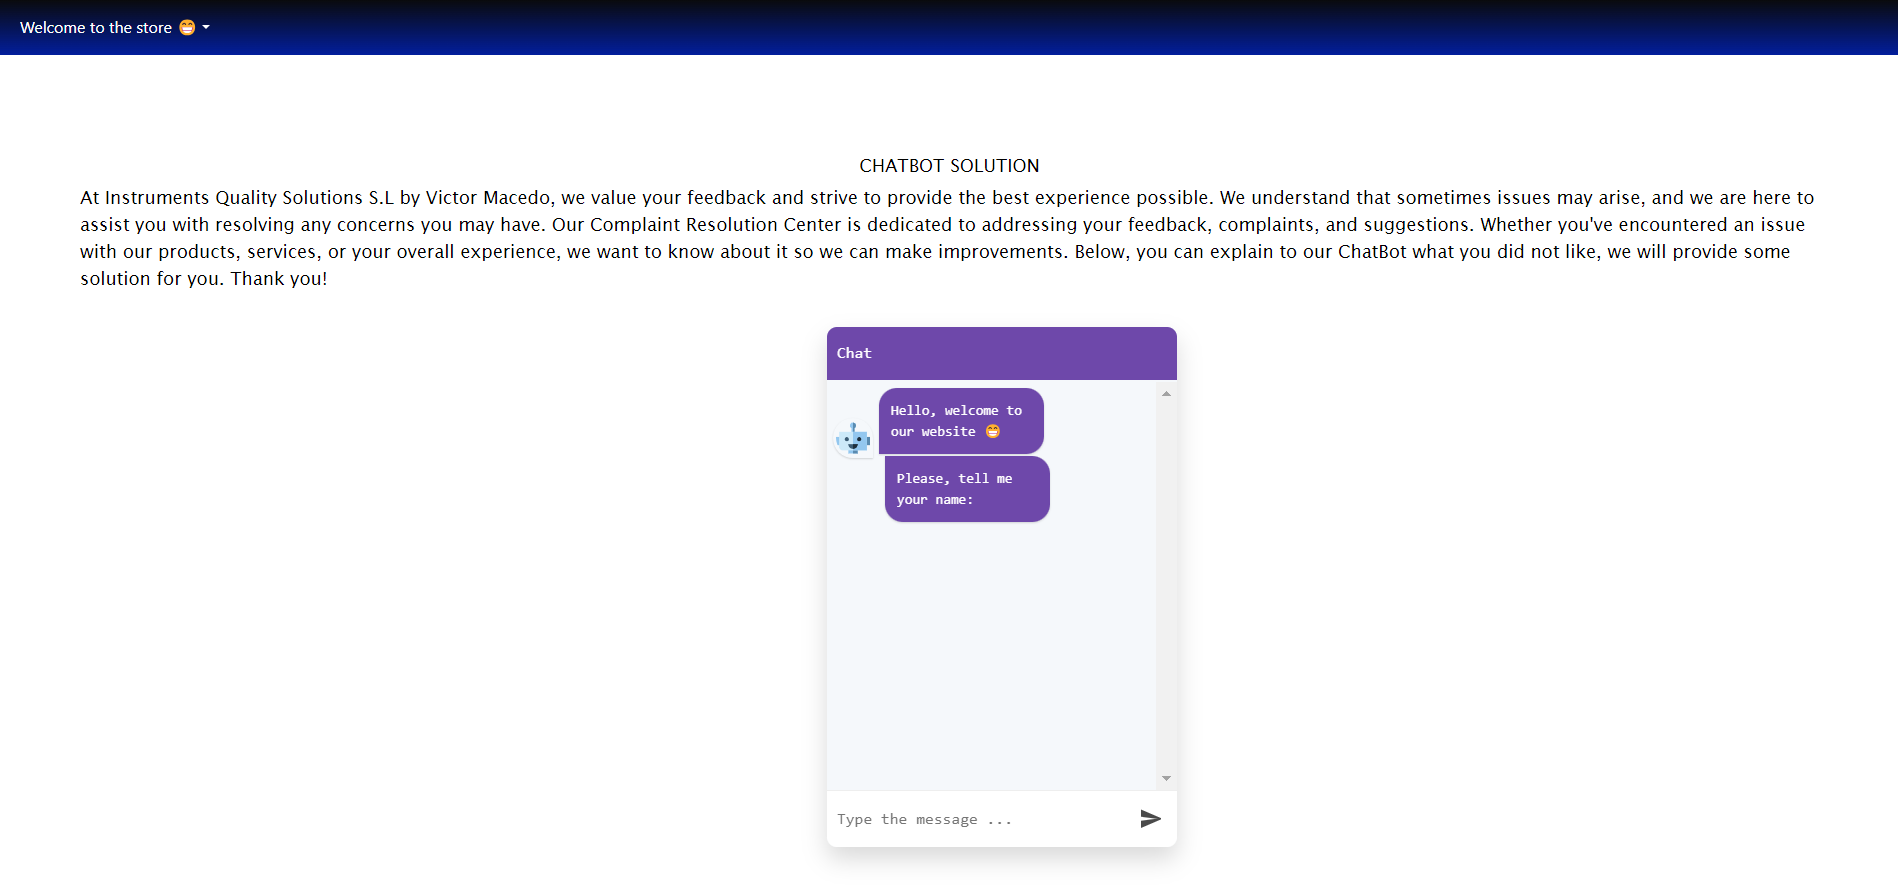 Welcome to the store 😁
CHATBOT SOLUTION
At Instruments Quality Solutions S.L by Victor Macedo, we value your feedback and strive to provide the best experience possible. We understand that sometimes issues may arise, and we are here to
assist you with resolving any concerns you may have. Our Complaint Resolution Center is dedicated to addressing your feedback, complaints, and suggestions. Whether you've encountered an issue
with our products, services, or your overall experience, we want to know about it so we can make improvements. Below, you can explain to our ChatBot what you did not like, we will provide some
solution for you. Thank you!
Chat
Hello, welcome to
our website 😁
Please, tell me
your name:
Type the message ...